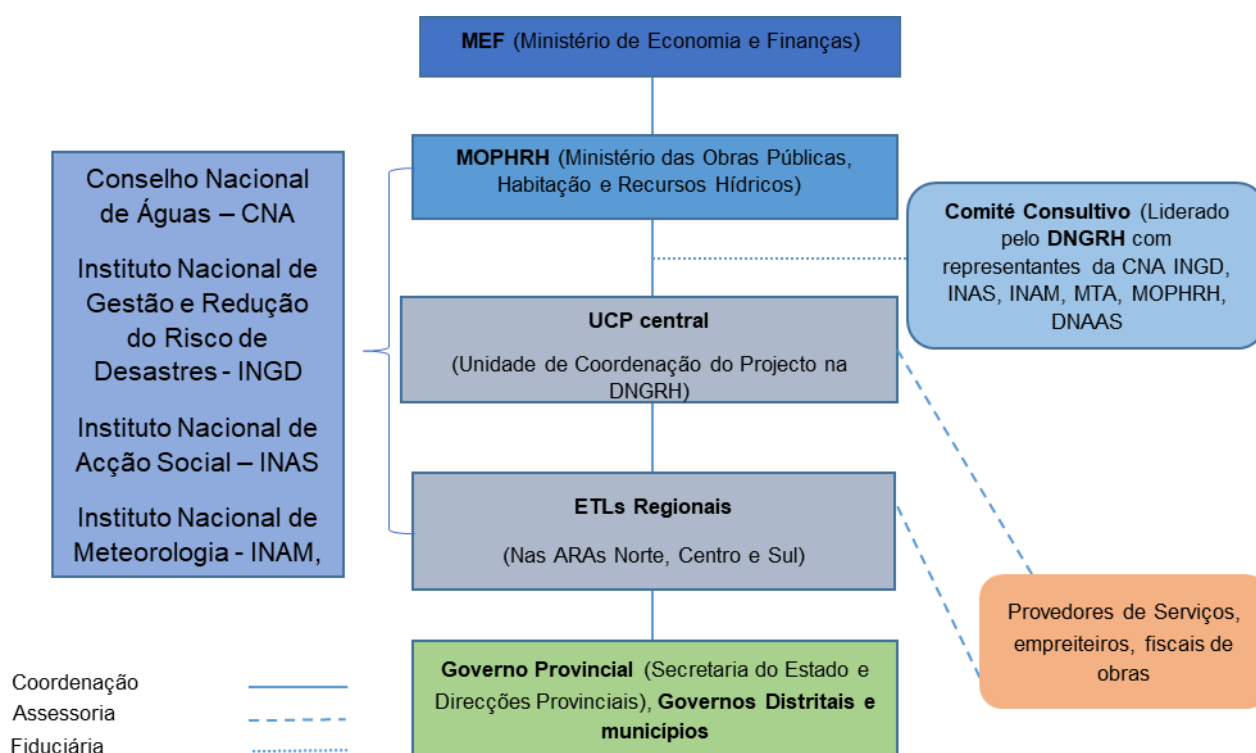 MEF (Ministério de Economia e Finanças)
MOPHRH (Ministério das Obras Públicas,
Habitação e Recursos Hídricos)
Conselho Nacional
de Águas – CNA
Instituto Nacional de
Gestão e Redução
do Risco de
Desastres - INGD
Instituto Nacional de
Acção Social – INAS
Instituto Nacional de
Meteorologia - INAM,
Comité Consultivo (Liderado
pelo DNGRH com
representantes da CNA INGD,
INAS, INAM, MTA, MOPHRH,
DNAAS
UCP central
(Unidade de Coordenação do Projecto na
DNGRH)
ETLs Regionais
(Nas ARAs Norte, Centro e Sul)
Provedores de Serviços,
empreiteiros, fiscais de
obras
Governo Provincial (Secretaria do Estado e
Direcções Provinciais), Governos Distritais e
municípios
Coordenação
Assessoria
Fiduciária